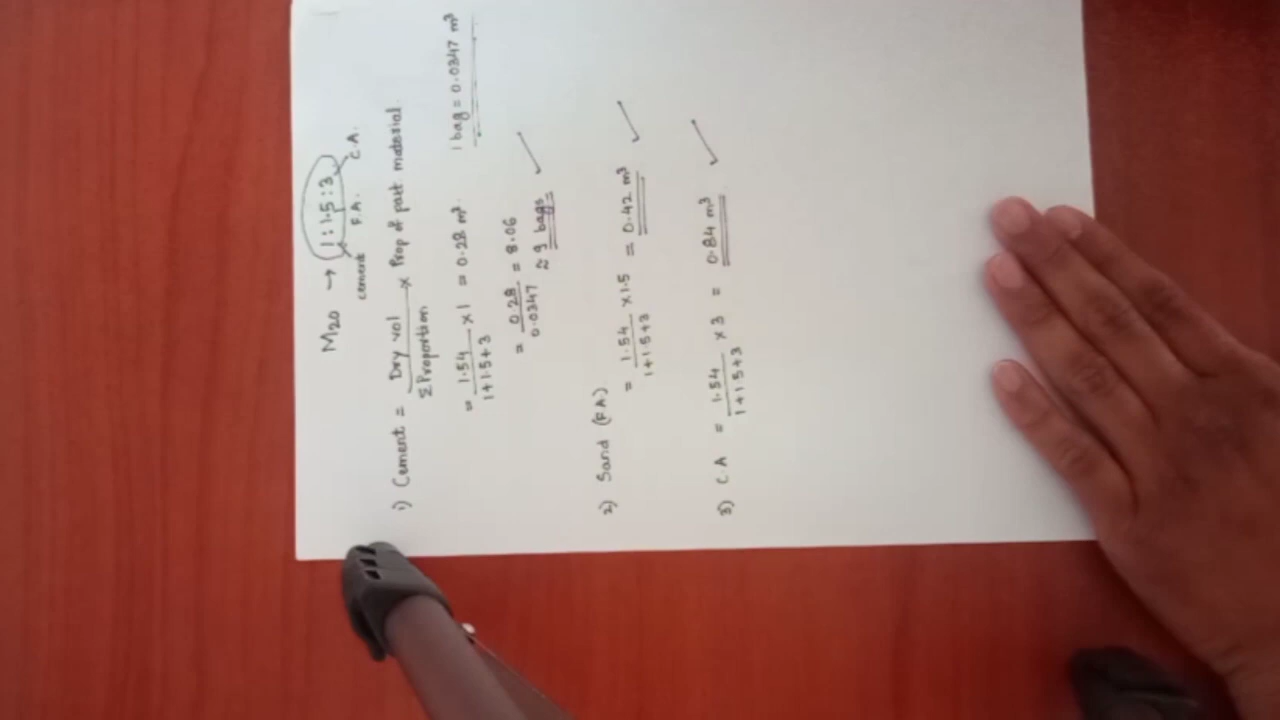 M20 → 1 : 1.5 : 3
cement F.A. C.A.
1) Cement = Dry vol / Σ Proportion × Prop of part material.
= 1.54 / 1+1.5+3 × 1 = 0.28 m³. 1 bag = 0.0347 m³
= 0.28 / 0.0347 = 8.06
≈ 9 bags ✓
2) Sand (FA)
= 1.54 / 1+1.5+3 × 1.5 = 0.42 m³ ✓
3) C.A = 1.54 / 1+1.5+3 × 3 = 0.84 m³ ✓